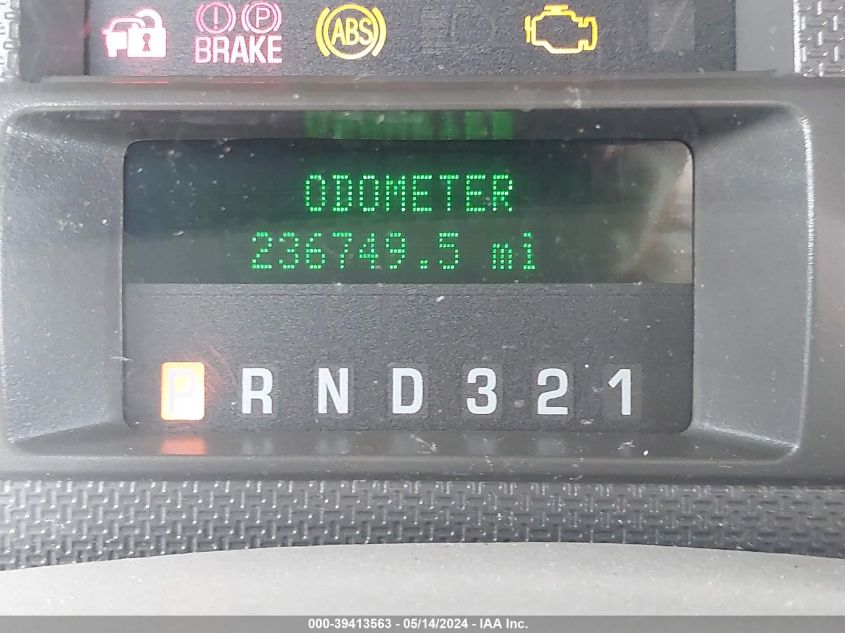 BRAKE ABS
ODOMETER
236749.5 mi
P R N D 3 2 1
000-39413563 - 05/14/2024 - IAA Inc.